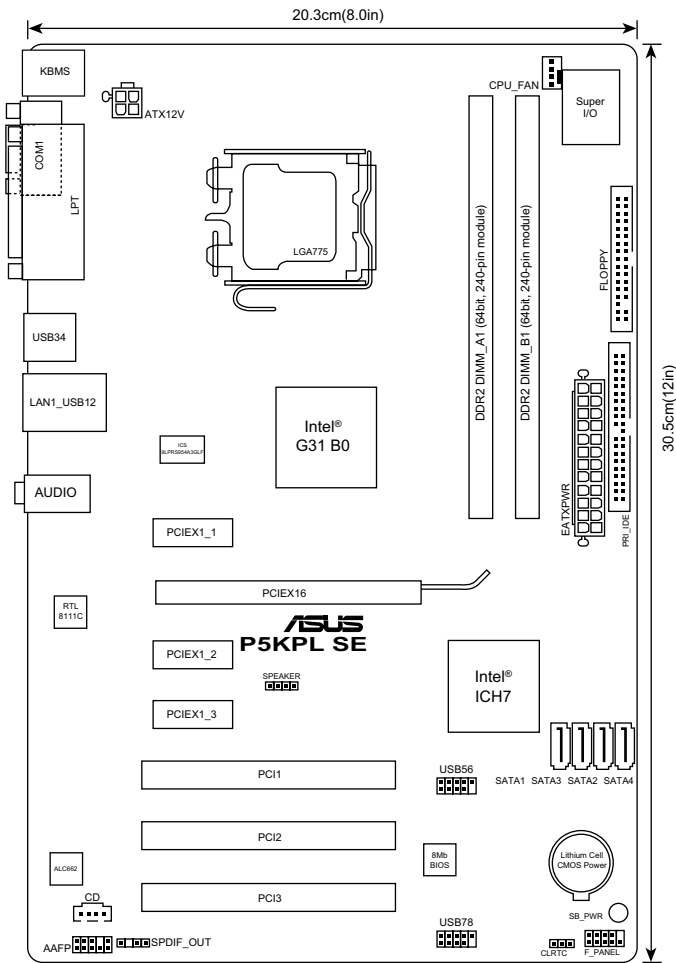 20.3cm(8.0in)
KBMS
ATX12V
CPU_FAN
Super
I/O
COM1
LPT
LGA775
DDR2 DIMM_A1 (64bit, 240-pin module)
DDR2 DIMM_B1 (64bit, 240-pin module)
FLOPPY
USB34
LAN1_USB12
Intel®
G31 B0
30.5cm(12in)
ICS
9LPRS954A3GLF
AUDIO
EATXPWR
PRI_IDE
PCIEX1_1
PCIEX16
RTL
8111C
ASUS
P5KPL SE
PCIEX1_2
SPEAKER
Intel®
ICH7
PCIEX1_3
PCI1
USB56
SATA1 SATA3 SATA2 SATA4
PCI2
8Mb
BIOS
Lithium Cell
CMOS Power
ALC662
CD
PCI3
SB_PWR
USB78
AAFP
SPDIF_OUT
CLRTC
F_PANEL